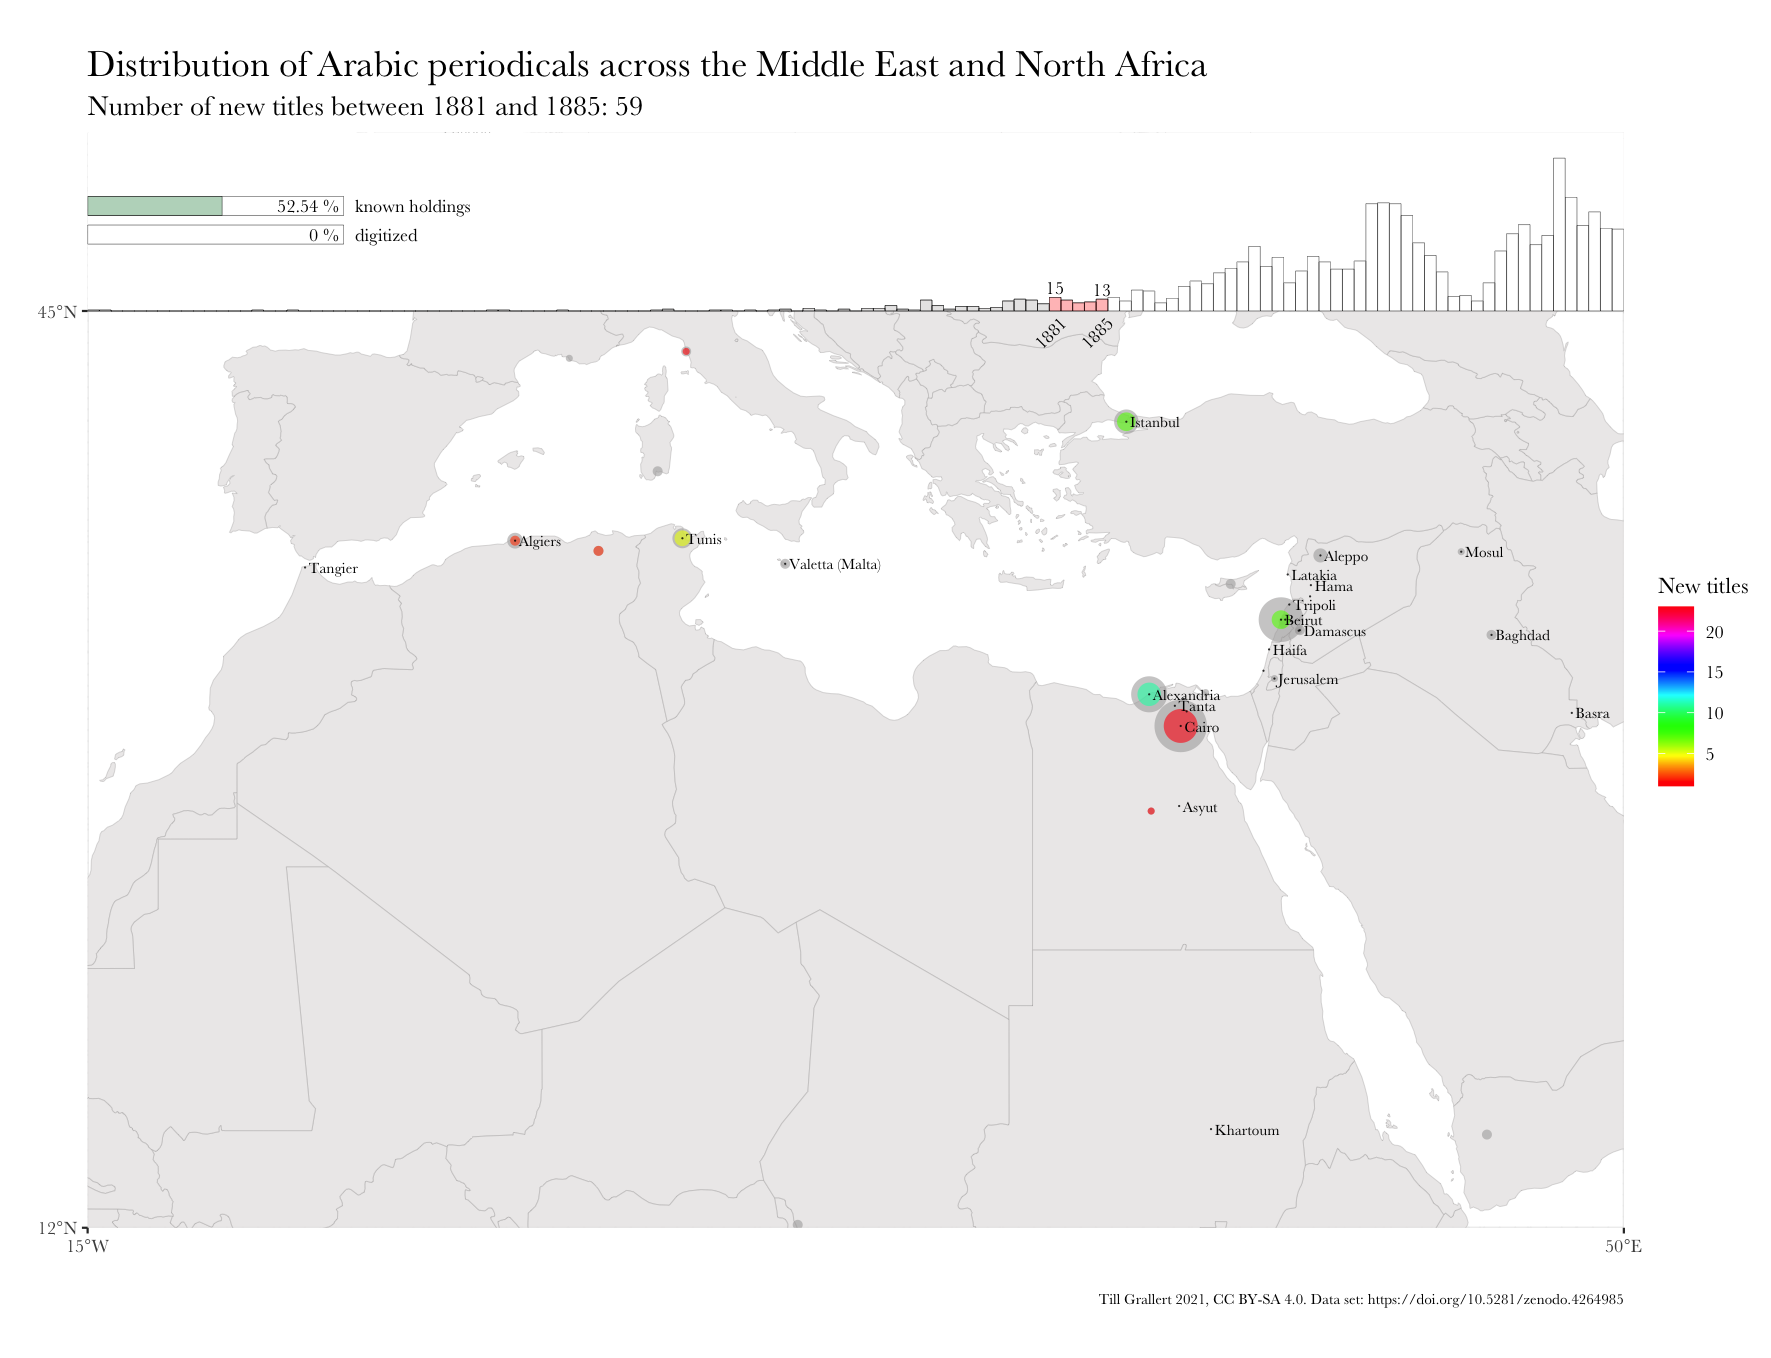 Distribution of Arabic periodicals across the Middle East and North Africa
Number of new titles between 1881 and 1885: 59
52.54 % known holdings
0 % digitized
15
13
45°N
1881
1885
Istanbul
Algiers
Tunis
Tangier
Valetta (Malta)
Aleppo
Mosul
Latakia
Hama
Tripoli
Beirut
Damascus
Baghdad
Haifa
Jerusalem
Alexandria
Tanta
Basra
Cairo
Asyut
Khartoum
New titles
20
15
10
5
12°N
15°W
50°E
Till Grallert 2021, CC BY-SA 4.0. Data set: https://doi.org/10.5281/zenodo.4264985